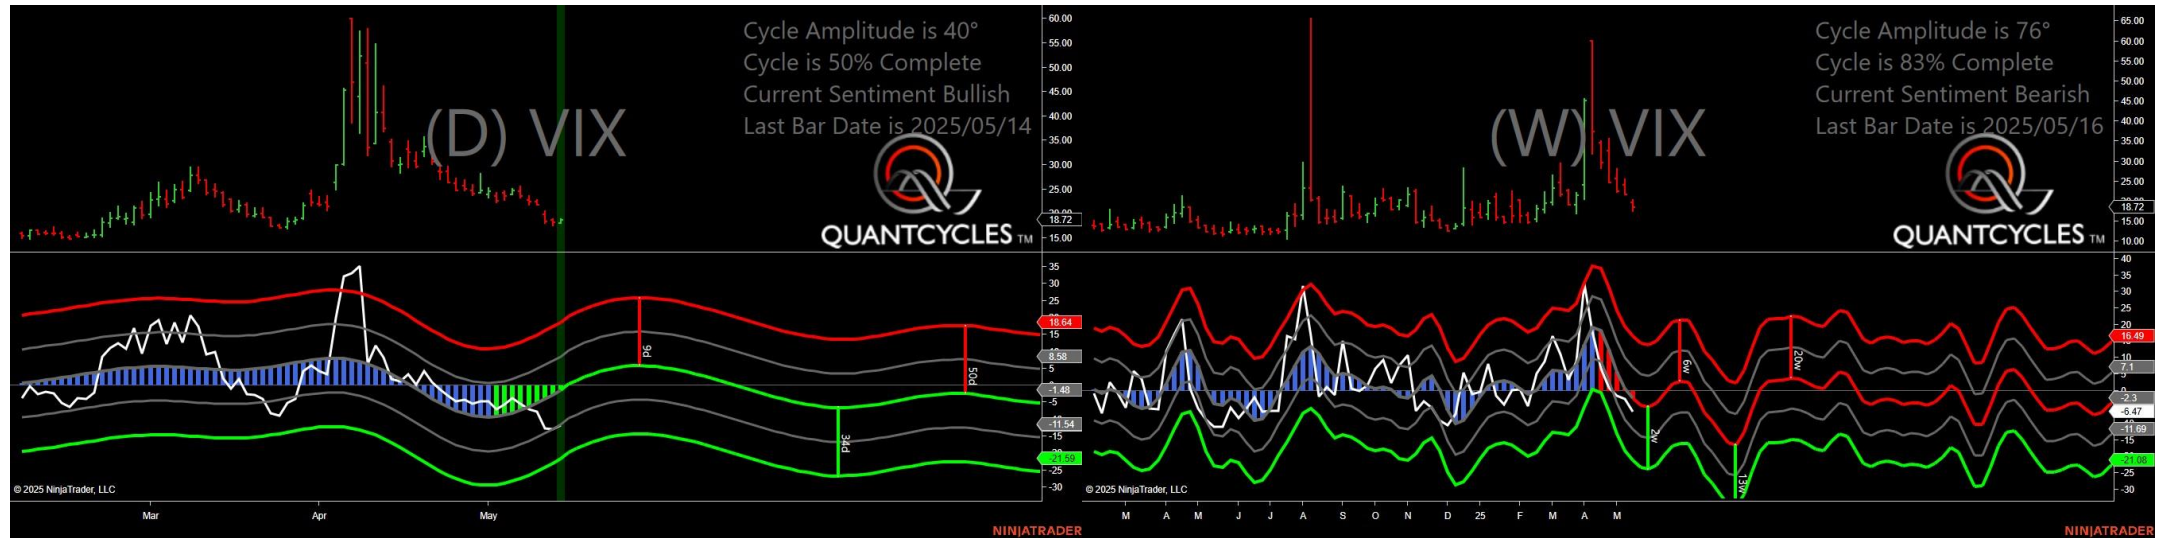 Cycle Amplitude is 40°
Cycle is 50% Complete
Current Sentiment Bullish
Last Bar Date is 2025/05/14
(D) VIX
QUANTCYCLES TM
60.00
55.00
50.00
45.00
40.00
35.00
30.00
25.00
20.00
18.72
15.00
35
30
25
18.64
15
8.58
5
-1.48
-5
-11.54
-15
-21.59
-25
-30
9d
34d
50d
© 2025 NinjaTrader, LLC
Mar
Apr
May
NINJATRADER
Cycle Amplitude is 76°
Cycle is 83% Complete
Current Sentiment Bearish
Last Bar Date is 2025/05/16
(W) VIX
QUANTCYCLES TM
65.00
60.00
55.00
50.00
45.00
40.00
35.00
30.00
25.00
20.00
18.72
15.00
10.00
40
35
30
25
20
16.49
10
7.1
5
0
-2.3
-6.47
-11.69
-15
-21.08
-25
-30
2w
6w
13w
20w
© 2025 NinjaTrader, LLC
M
A
M
J
J
A
S
O
N
D
25
F
M
A
M
NINJATRADER